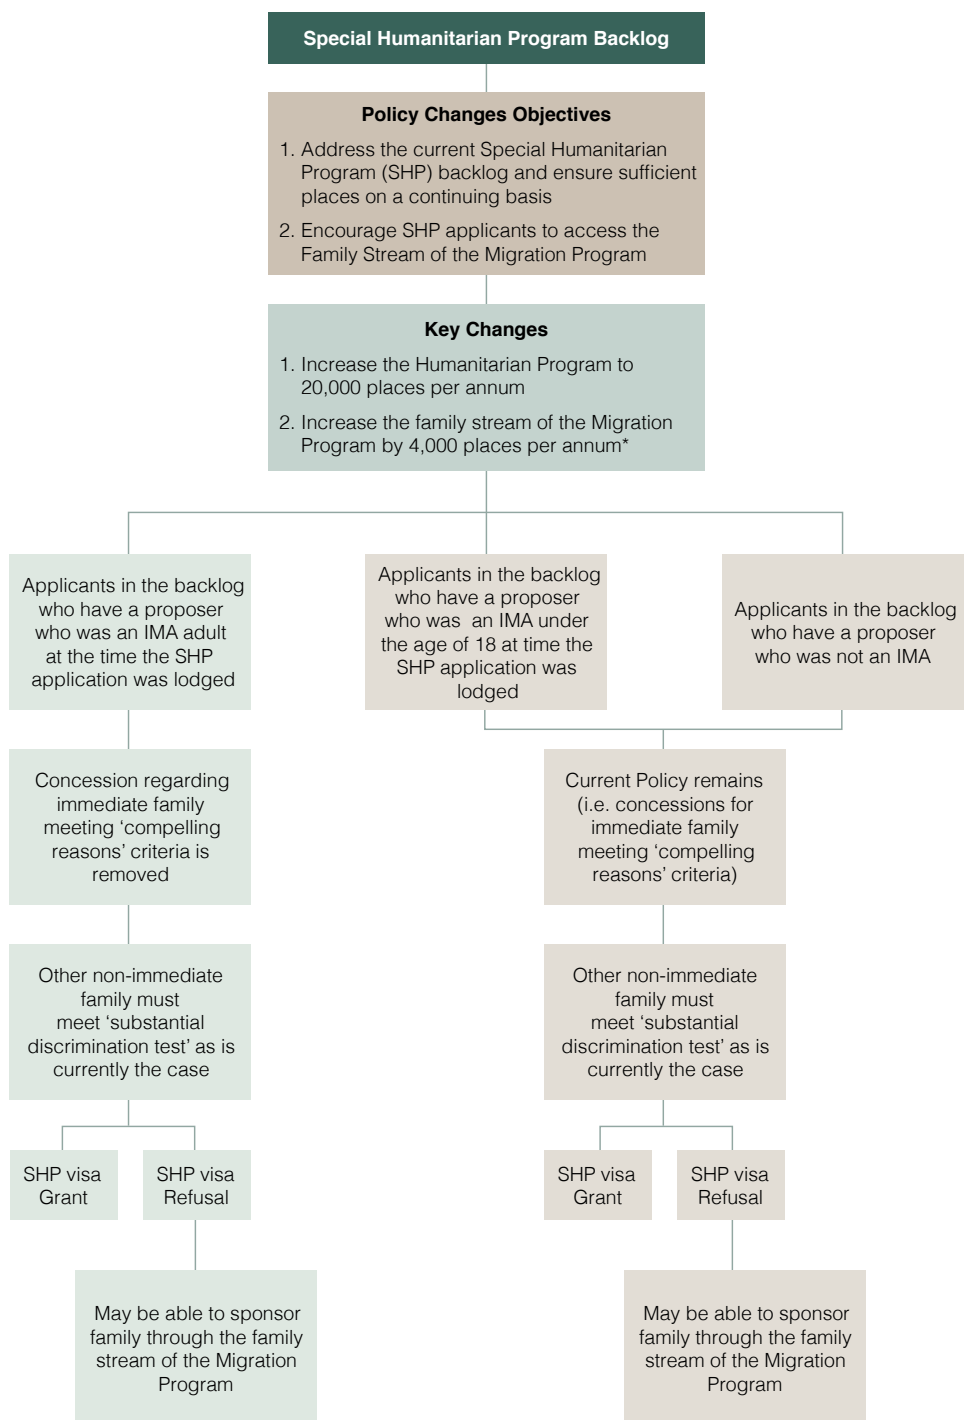 Special Humanitarian Program Backlog
Policy Changes Objectives
1. Address the current Special Humanitarian
Program (SHP) backlog and ensure sufficient
places on a continuing basis
2. Encourage SHP applicants to access the
Family Stream of the Migration Program
Key Changes
1. Increase the Humanitarian Program to
20,000 places per annum
2. Increase the family stream of the Migration
Program by 4,000 places per annum*
Applicants in the backlog
who have a proposer
who was an IMA adult
at the time the SHP
application was lodged
Applicants in the backlog
who have a proposer
who was an IMA under
the age of 18 at time the
SHP application was
lodged
Applicants in the backlog
who have a proposer
who was not an IMA
Concession regarding
immediate family
meeting ‘compelling
reasons’ criteria is
removed
Current Policy remains
(i.e. concessions for
immediate family
meeting ‘compelling
reasons’ criteria)
Other non-immediate
family must
meet ‘substantial
discrimination test’ as is
currently the case
Other non-immediate
family must
meet ‘substantial
discrimination test’ as is
currently the case
SHP visa
Grant
SHP visa
Refusal
SHP visa
Grant
SHP visa
Refusal
May be able to sponsor
family through the family
stream of the Migration
Program
May be able to sponsor
family through the family
stream of the Migration
Program